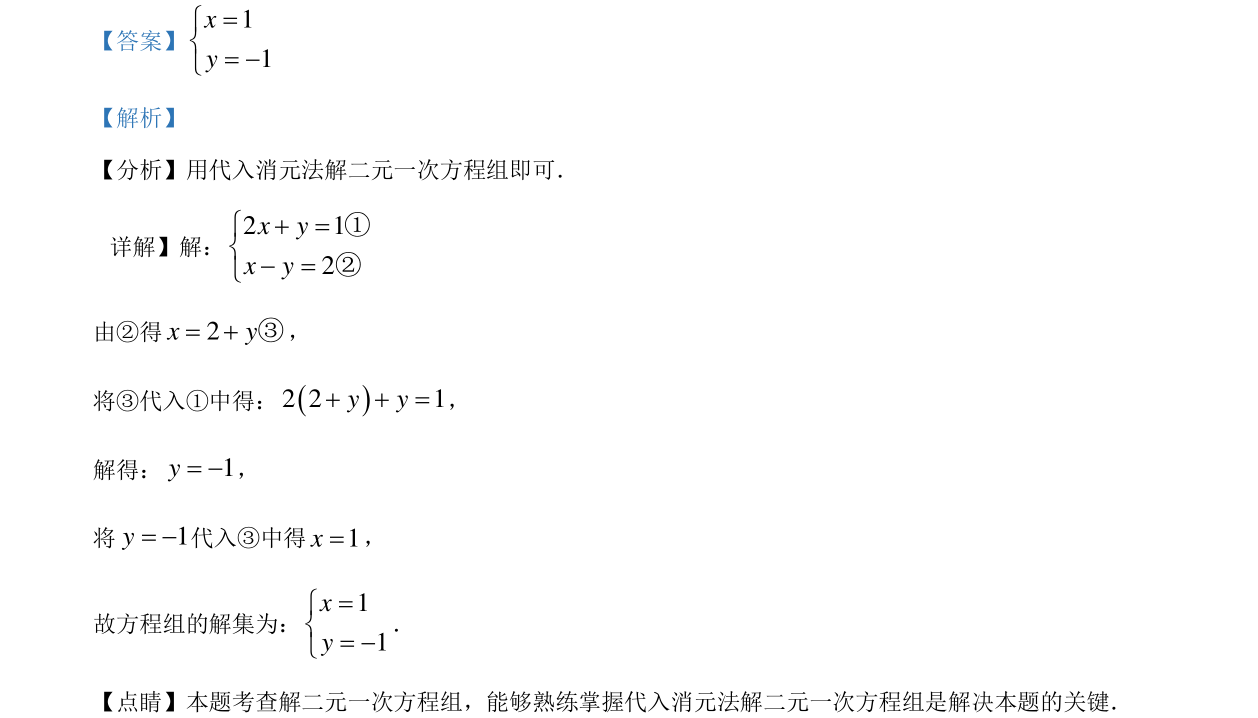 【答案】{x=1
y=−1
【解析】
【分析】用代入消元法解二元一次方程组即可．
详解】解：{2x+y=1①
x−y=2②
由②得x=2+y③，
将③代入①中得：2(2+y)+y=1，
解得：y=−1，
将y=−1代入③中得x=1，
故方程组的解集为：{x=1
y=−1．
【点睛】本题考查解二元一次方程组，能够熟练掌握代入消元法解二元一次方程组是解决本题的关键．